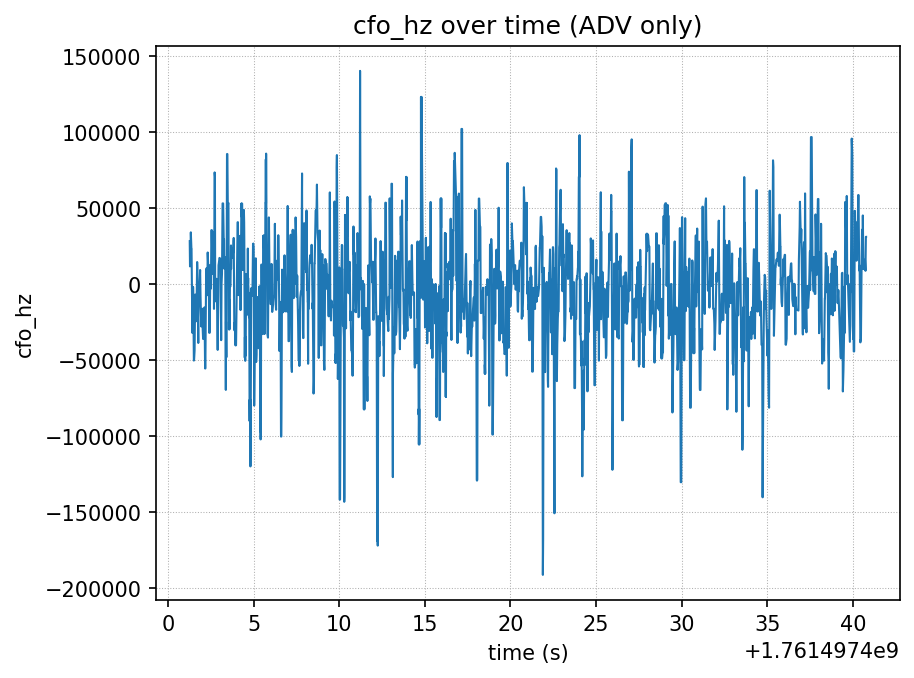 cfo_hz over time (ADV only)
150000
100000
50000
0
−50000
−100000
−150000
−200000
cfo_hz
0 5 10 15 20 25 30 35 40
time (s)
+1.7614974e9